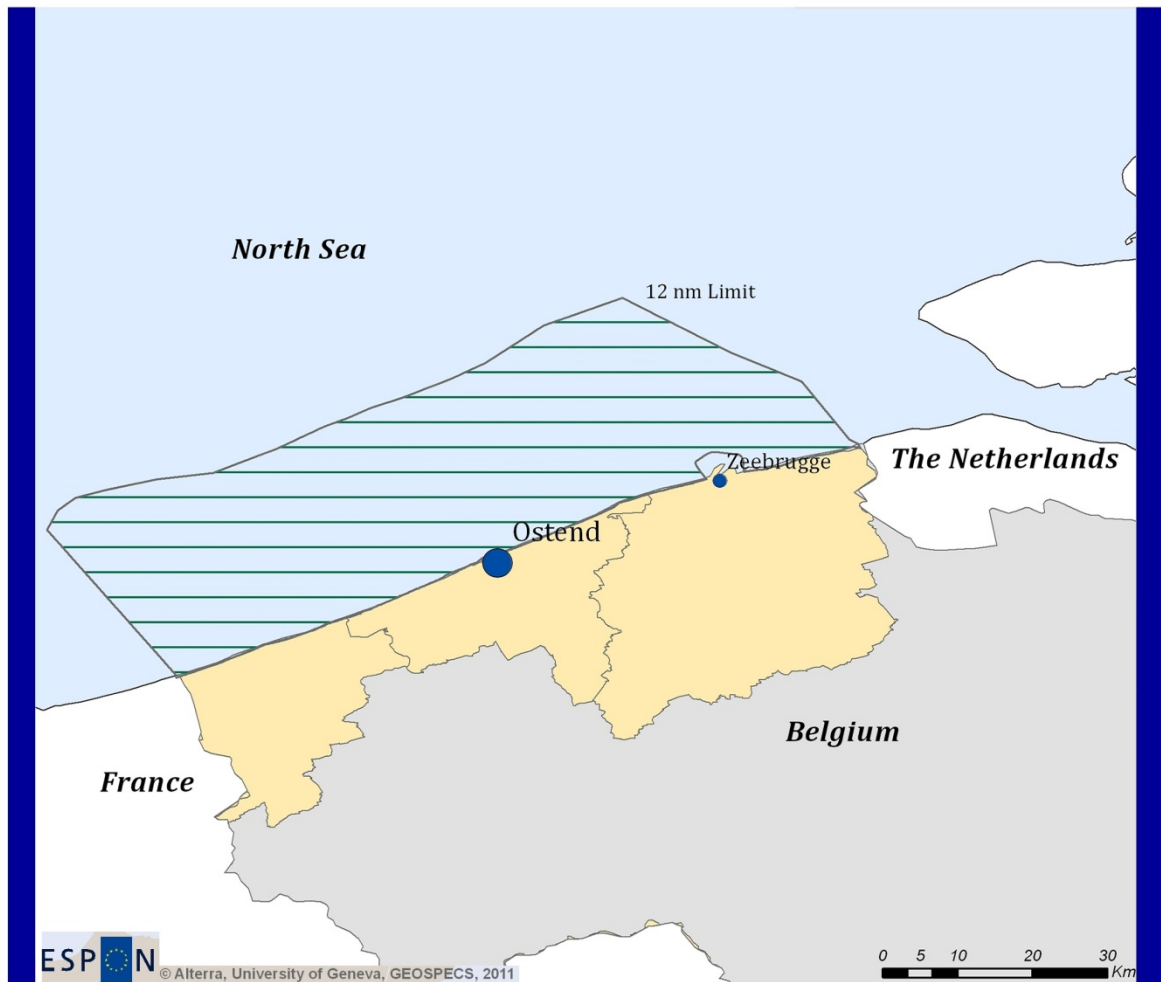 North Sea
12 nm Limit
Zeebrugge
The Netherlands
Ostend
Belgium
France
ESPON
© Alterra, University of Geneva, GEOSPECS, 2011
0 5 10 20 30
Km